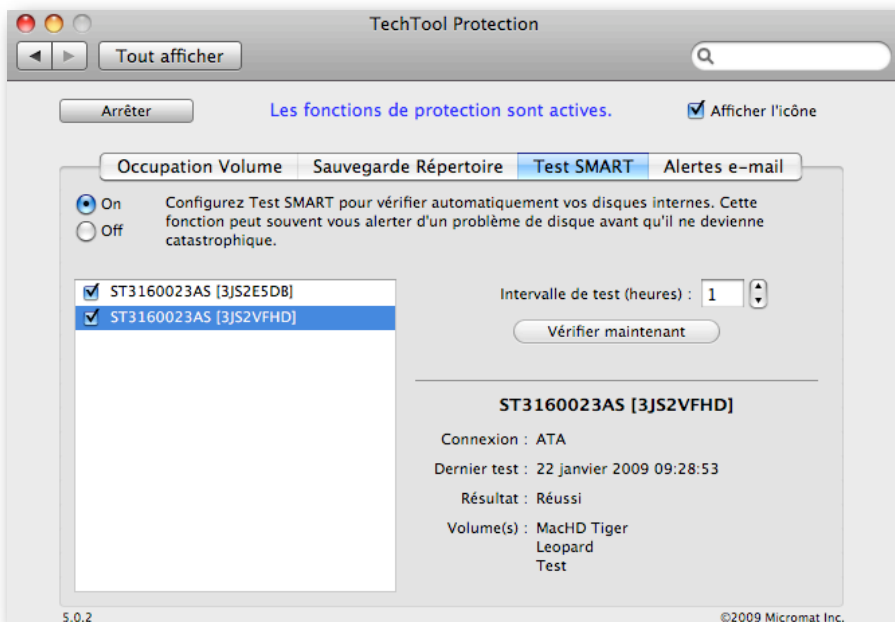 TechTool Protection
Tout afficher
Arrêter
Les fonctions de protection sont actives.
Afficher l'icône
Occupation Volume
Sauvegarde Répertoire
Test SMART
Alertes e-mail
On
Off
Configurez Test SMART pour vérifier automatiquement vos disques internes. Cette
fonction peut souvent vous alerter d'un problème de disque avant qu'il ne devienne
catastrophique.
ST3160023AS [3JS2E5DB]
ST3160023AS [3JS2VFHD]
Intervalle de test (heures) : 1
Vérifier maintenant
ST3160023AS [3JS2VFHD]
Connexion : ATA
Dernier test : 22 janvier 2009 09:28:53
Résultat : Réussi
Volume(s) : MacHD Tiger
Leopard
Test
5.0.2
©2009 Micromat Inc.